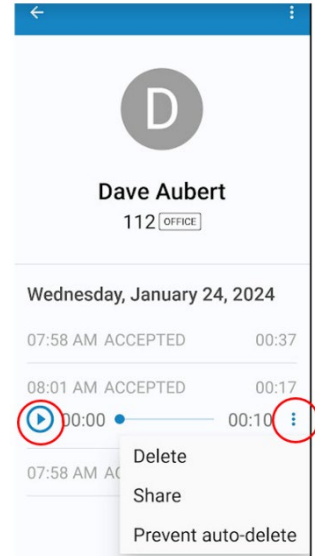 D
Dave Aubert
112 OFFICE
Wednesday, January 24, 2024
07:58 AM ACCEPTED 00:37
08:01 AM ACCEPTED 00:17
00:00 00:10
Delete
07:58 AM
Share
Prevent auto-delete